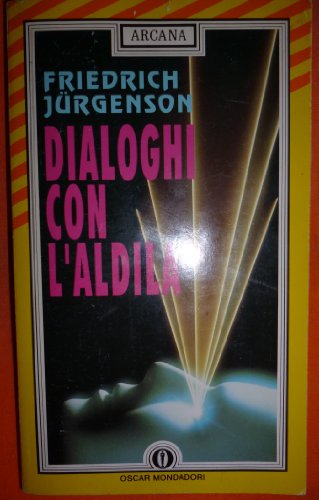 ARCANA
FRIEDRICH
JÜRGENSON
DIALOGHI
CON
L'ALDILÀ
OSCAR MONDADORI